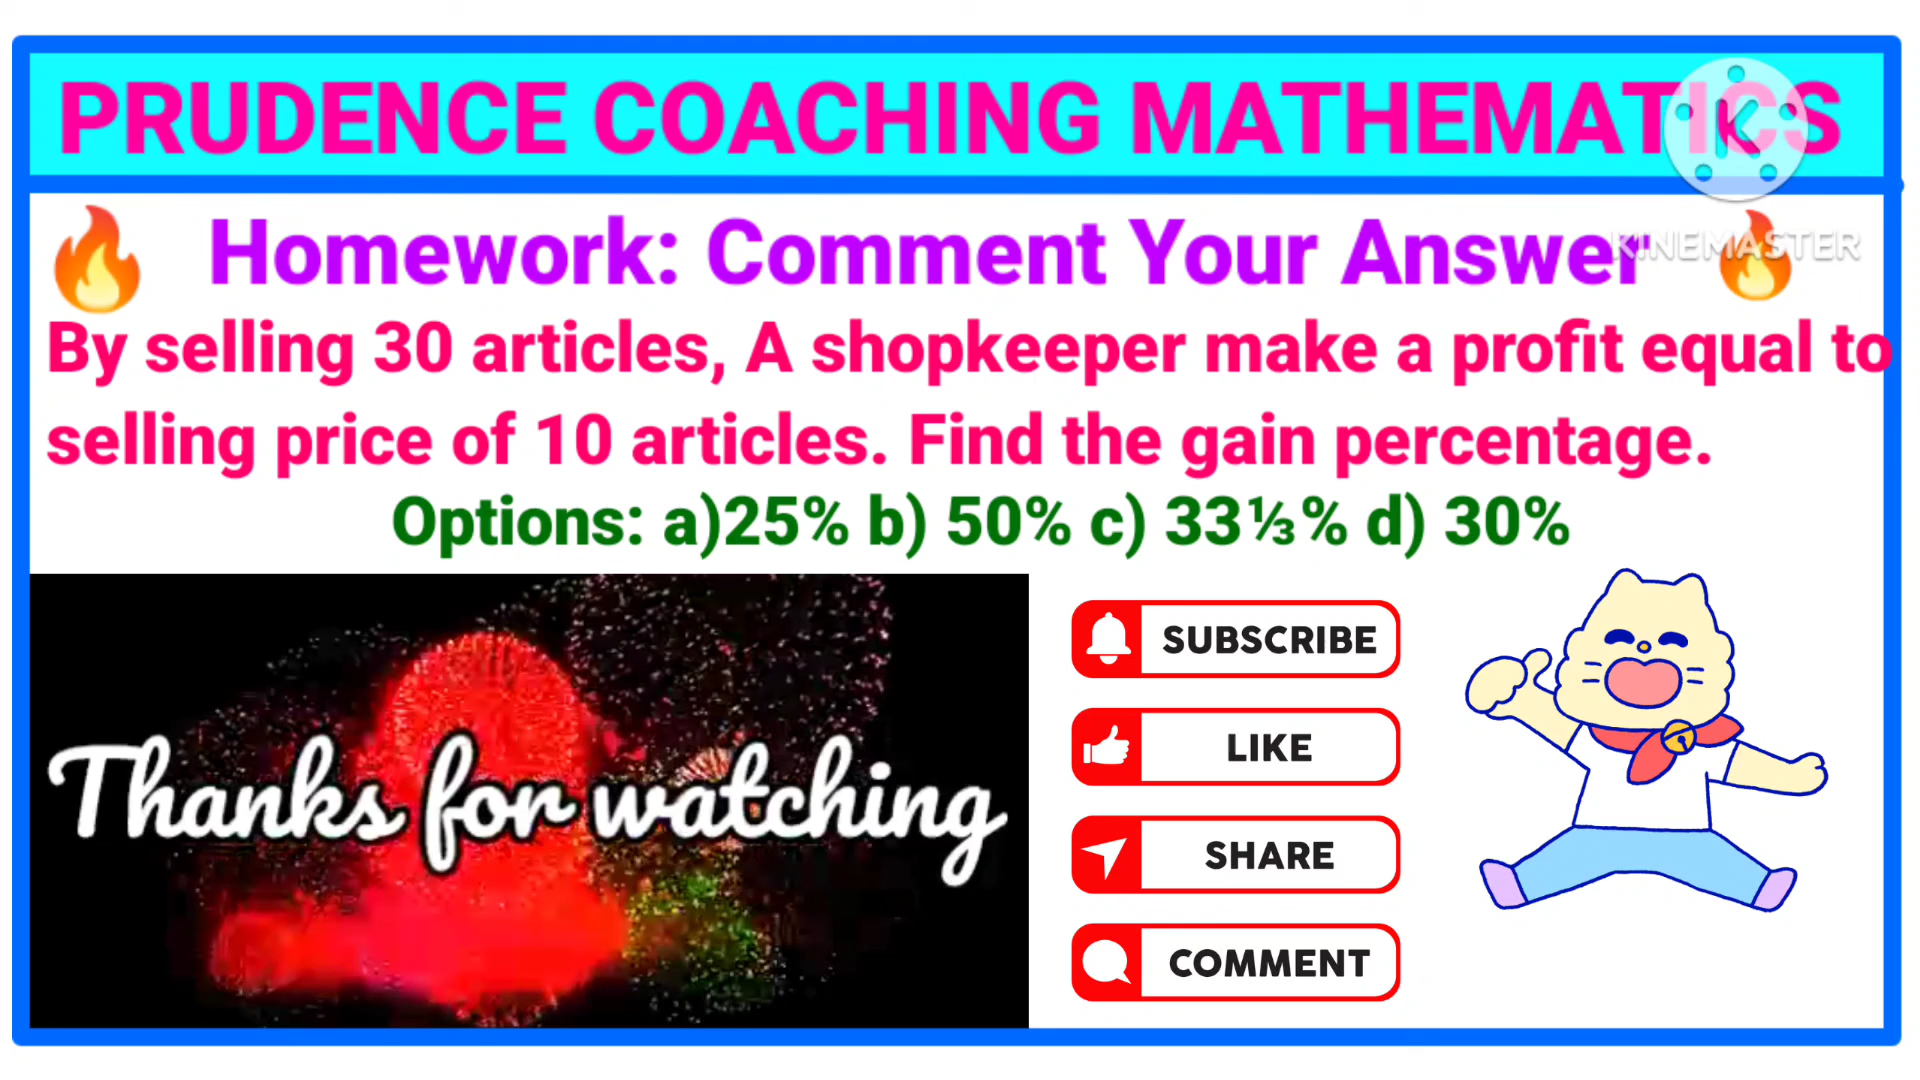 PRUDENCE COACHING MATHEMATICS
K
KINEMASTER
🔥 Homework: Comment Your Answer 🔥
By selling 30 articles, A shopkeeper make a profit equal to
selling price of 10 articles. Find the gain percentage.
Options: a)25% b) 50% c) 33⅓% d) 30%
Thanks for watching
SUBSCRIBE
LIKE
SHARE
COMMENT